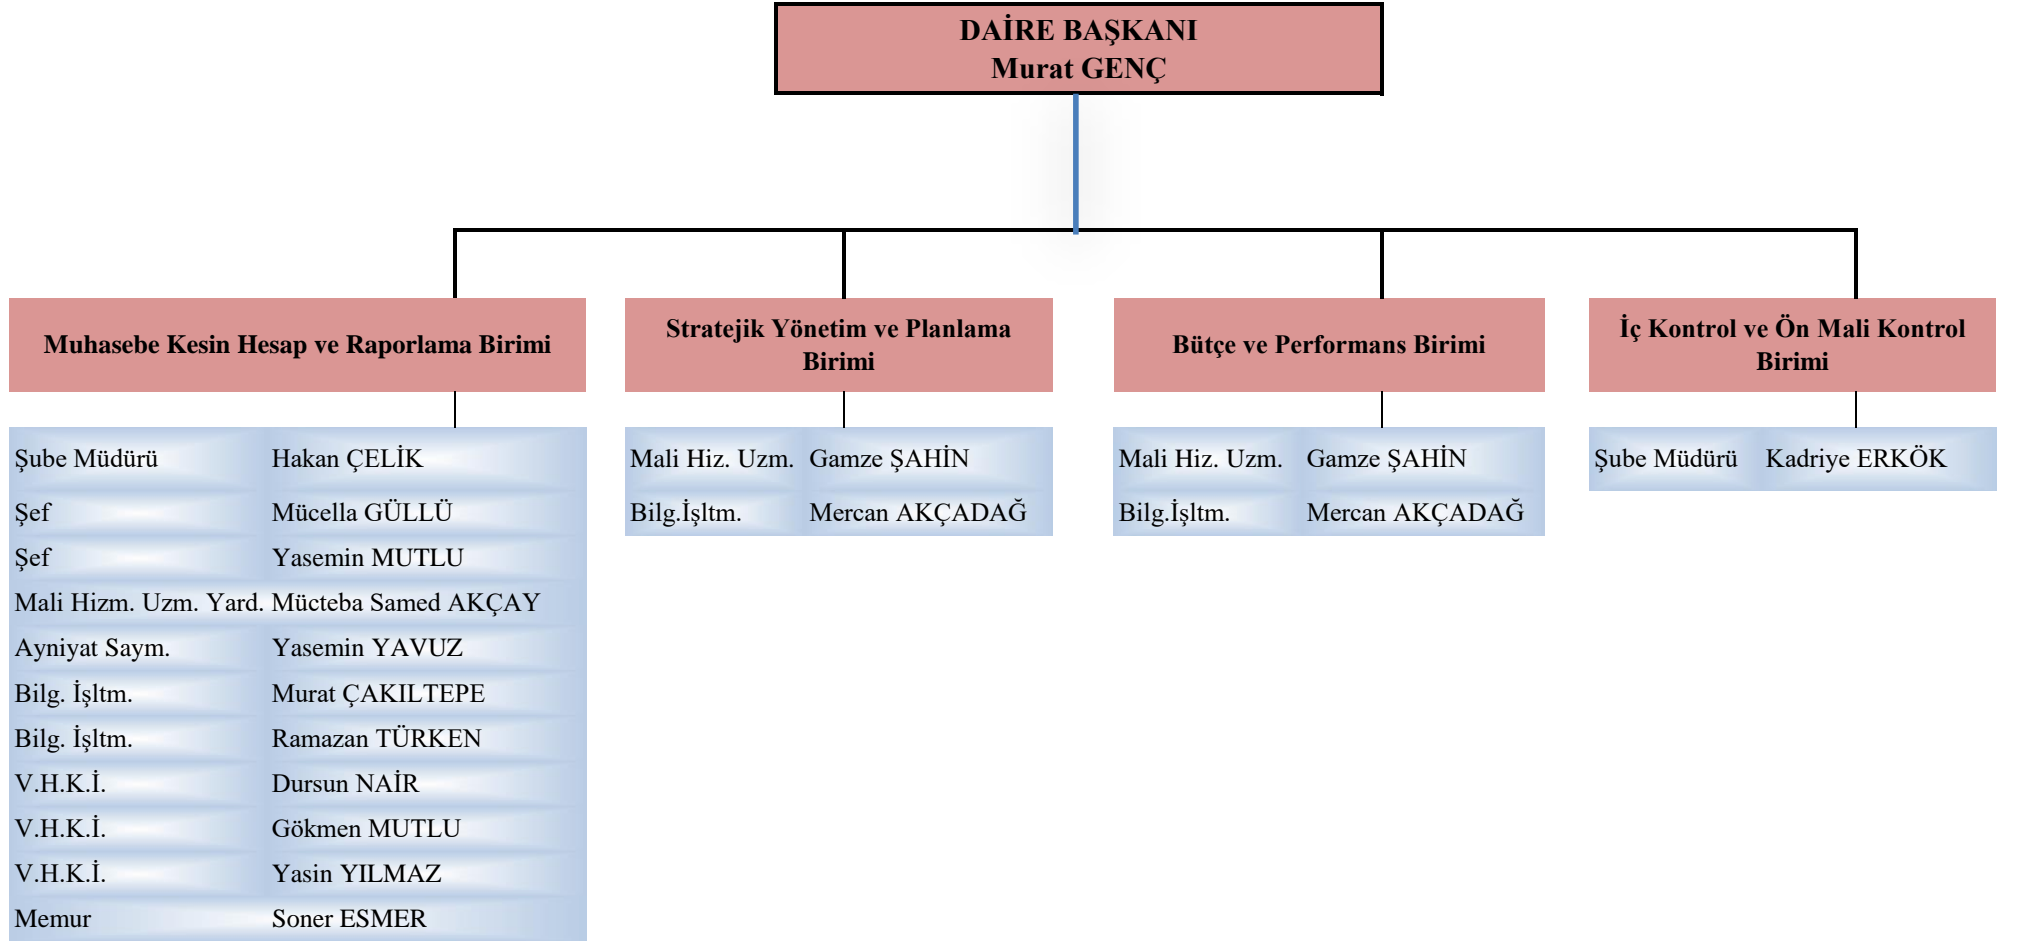 DAİRE BAŞKANI
Murat GENÇ
Muhasebe Kesin Hesap ve Raporlama Birimi
Şube Müdürü Hakan ÇELİK
Şef Mücella GÜLLÜ
Şef Yasemin MUTLU
Mali Hizm. Uzm. Yard. Mücteba Samed AKÇAY
Ayniyat Saym. Yasemin YAVUZ
Bilg. İşltm. Murat ÇAKILTEPE
Bilg. İşltm. Ramazan TÜRKEN
V.H.K.İ. Dursun NAİR
V.H.K.İ. Gökmen MUTLU
V.H.K.İ. Yasin YILMAZ
Memur Soner ESMER
Stratejik Yönetim ve Planlama
Birimi
Mali Hiz. Uzm. Gamze ŞAHİN
Bilg.İşltm. Mercan AKÇADAĞ
Bütçe ve Performans Birimi
Mali Hiz. Uzm. Gamze ŞAHİN
Bilg.İşltm. Mercan AKÇADAĞ
İç Kontrol ve Ön Mali Kontrol
Birimi
Şube Müdürü Kadriye ERKÖK